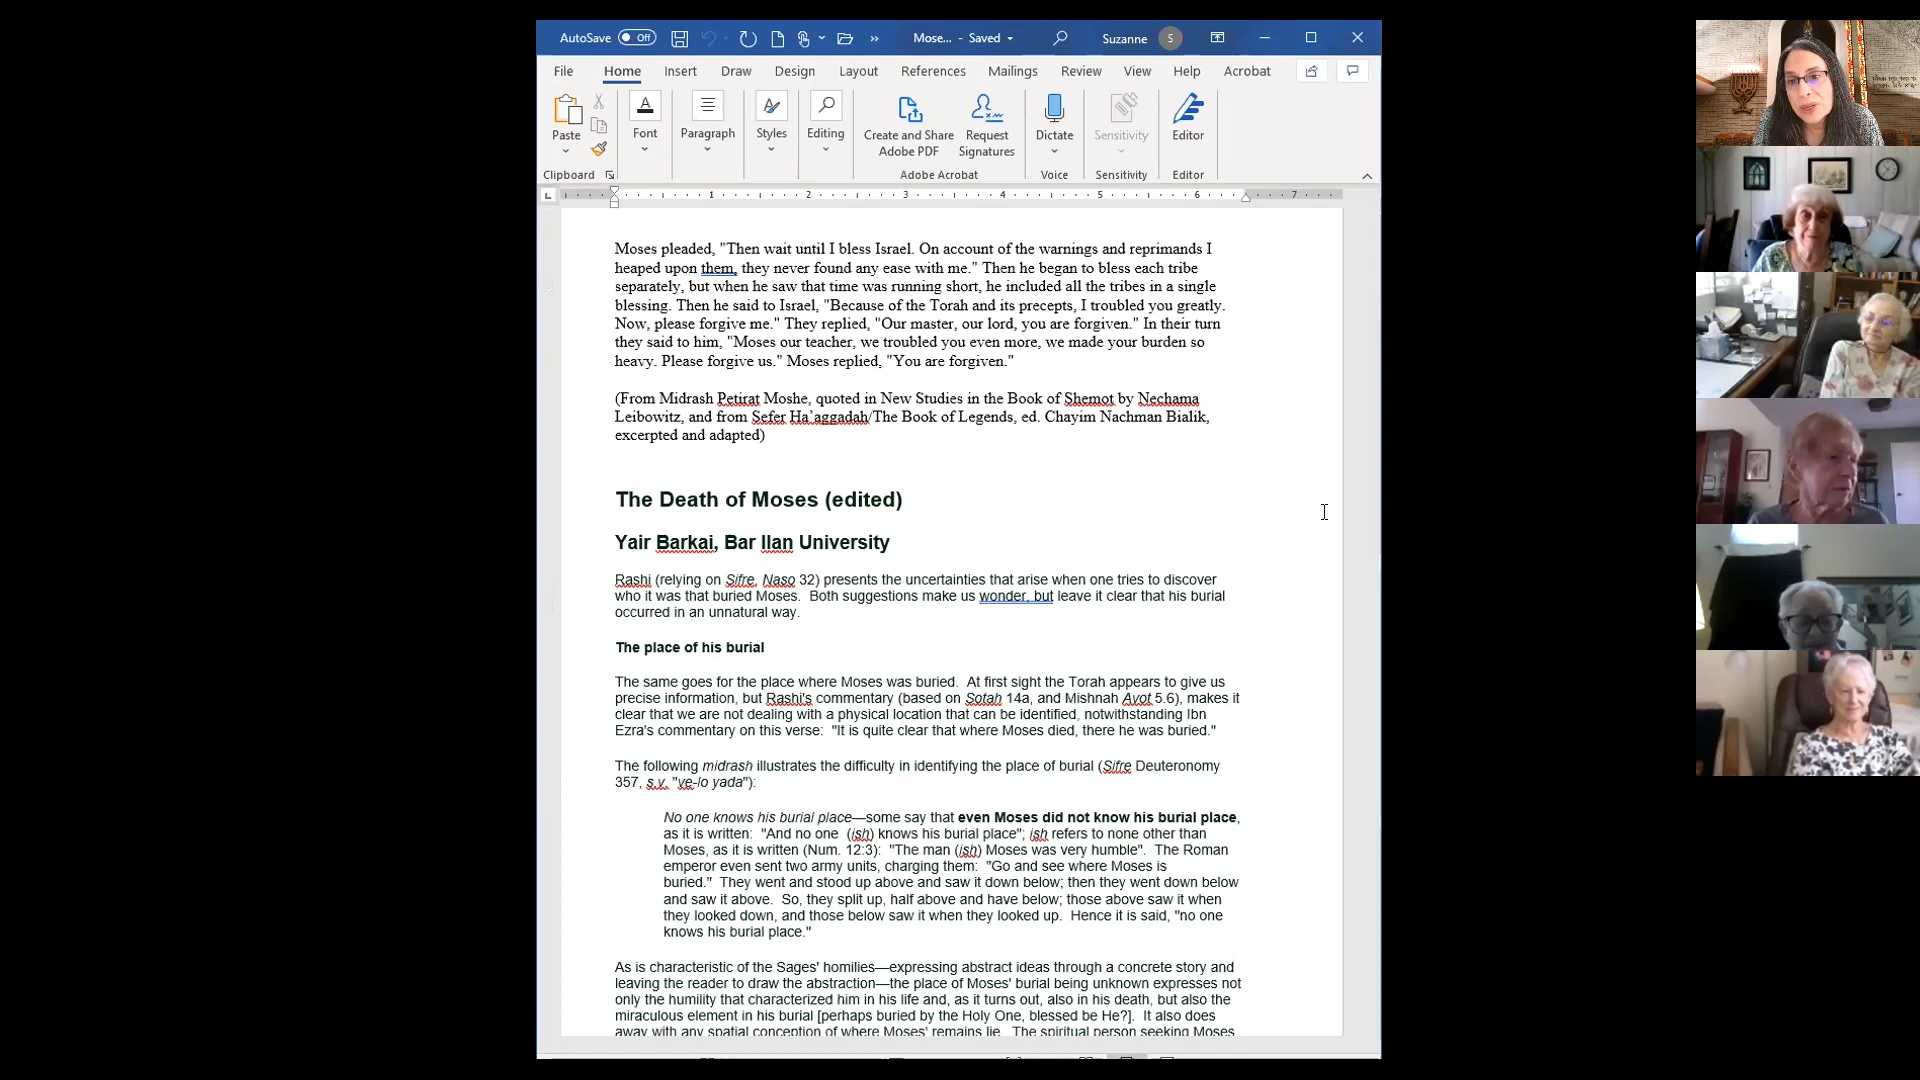 AutoSave Off » Mose... - Saved Suzanne S
File Home Insert Draw Design Layout References Mailings Review View Help Acrobat
Paste Font Paragraph Styles Editing Create and Share Adobe PDF Request Signatures Dictate Sensitivity Editor
Clipboard Adobe Acrobat Voice Sensitivity Editor
1 2 3 4 5 6 7
Moses pleaded, "Then wait until I bless Israel. On account of the warnings and reprimands I
heaped upon them, they never found any ease with me." Then he began to bless each tribe
separately, but when he saw that time was running short, he included all the tribes in a single
blessing. Then he said to Israel, "Because of the Torah and its precepts, I troubled you greatly.
Now, please forgive me." They replied, "Our master, our lord, you are forgiven." In their turn
they said to him, "Moses our teacher, we troubled you even more, we made your burden so
heavy. Please forgive us." Moses replied, "You are forgiven."
(From Midrash Petirat Moshe, quoted in New Studies in the Book of Shemot by Nechama
Leibowitz, and from Sefer Ha'aggadah/The Book of Legends, ed. Chayim Nachman Bialik,
excerpted and adapted)
The Death of Moses (edited)
Yair Barkai, Bar Ilan University
Rashi (relying on Sifre, Naso 32) presents the uncertainties that arise when one tries to discover
who it was that buried Moses.  Both suggestions make us wonder, but leave it clear that his burial
occurred in an unnatural way.
The place of his burial
The same goes for the place where Moses was buried.  At first sight the Torah appears to give us
precise information, but Rashi's commentary (based on Sotah 14a, and Mishnah Avot 5.6), makes it
clear that we are not dealing with a physical location that can be identified, notwithstanding Ibn
Ezra's commentary on this verse:  "It is quite clear that where Moses died, there he was buried."
The following midrash illustrates the difficulty in identifying the place of burial (Sifre Deuteronomy
357, s.v. "ve-lo yada"):
No one knows his burial place—some say that even Moses did not know his burial place,
as it is written:  "And no one  (ish) knows his burial place"; ish refers to none other than
Moses, as it is written (Num. 12:3):  "The man (ish) Moses was very humble".  The Roman
emperor even sent two army units, charging them:  "Go and see where Moses is
buried."  They went and stood up above and saw it down below; then they went down below
and saw it above.  So, they split up, half above and have below; those above saw it when
they looked down, and those below saw it when they looked up.  Hence it is said, "no one
knows his burial place."
As is characteristic of the Sages' homilies—expressing abstract ideas through a concrete story and
leaving the reader to draw the abstraction—the place of Moses' burial being unknown expresses not
only the humility that characterized him in his life and, as it turns out, also in his death, but also the
miraculous element in his burial [perhaps buried by the Holy One, blessed be He?].  It also does
away with any spatial conception of where Moses' remains lie.  The spiritual person seeking Moses